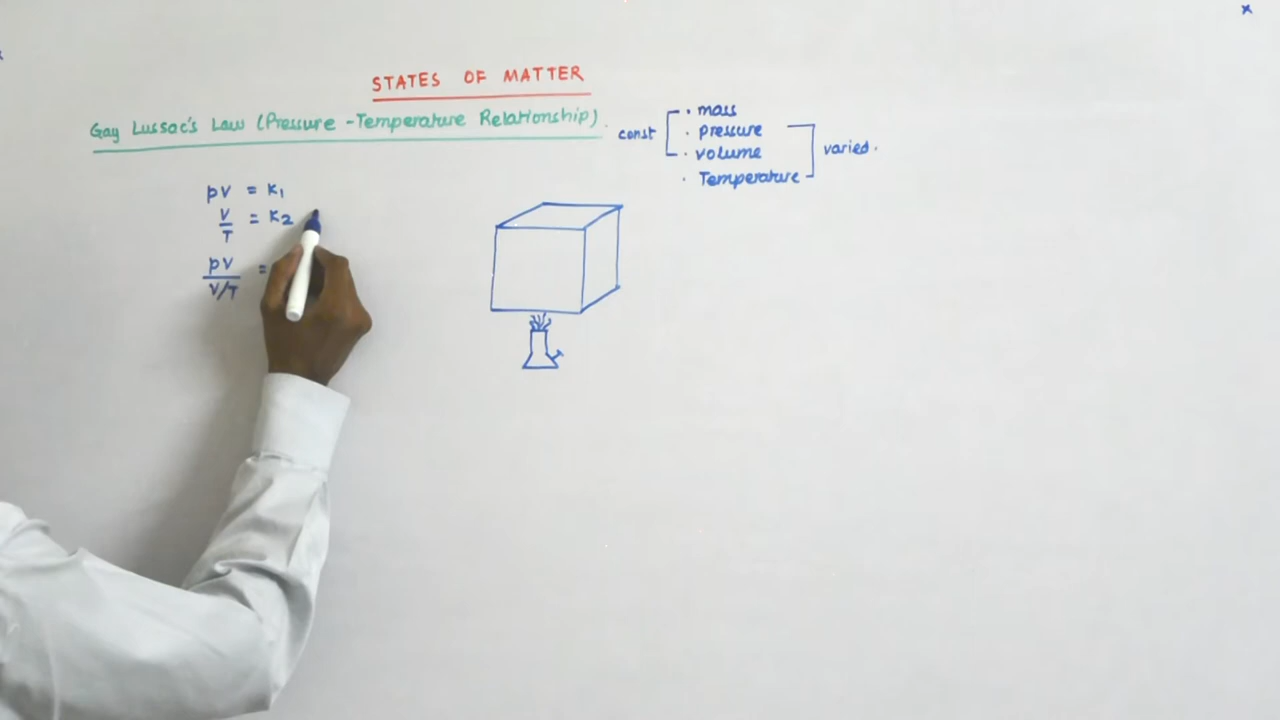 STATES OF MATTER
Gay Lussac's Law (Pressure - Temperature Relationship).
const
· mass
· pressure
· volume
· Temperature
varied.
pV = K1
V/T = K2
pV / V/T =